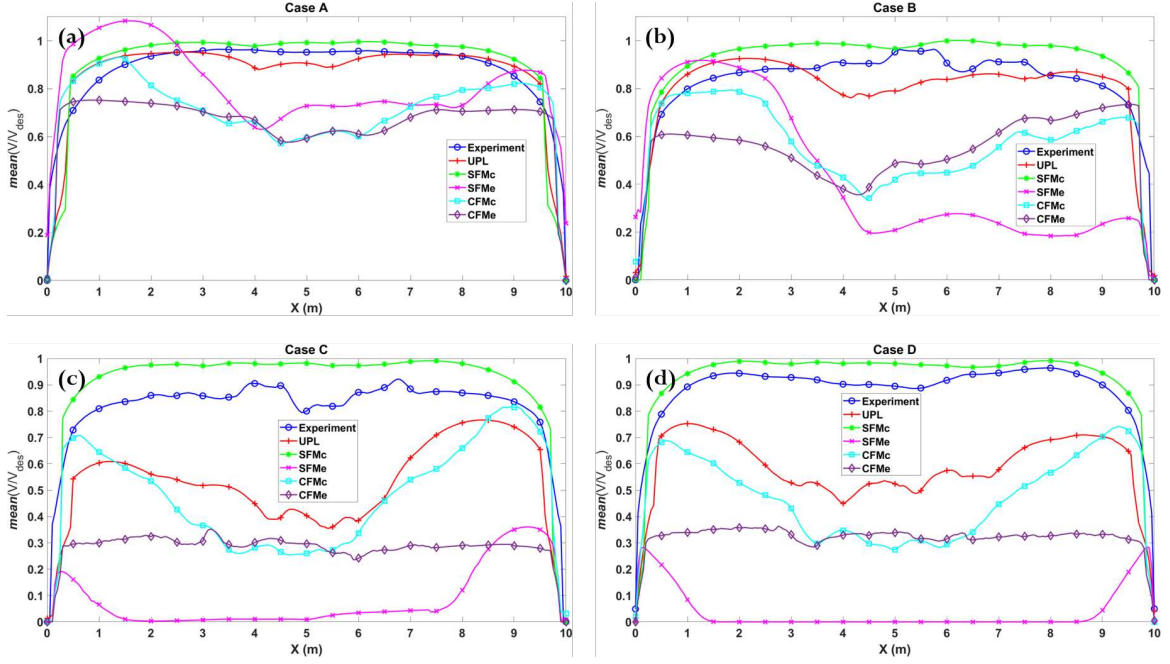 Case A
(a)
mean(V/V_des)
1
0.8
0.6
0.4
0.2
0
Experiment
UPL
SFMc
SFMe
CFMc
CFMe
0 1 2 3 4 5 6 7 8 9 10
X (m)
Case B
(b)
mean(V/V_des)
1
0.8
0.6
0.4
0.2
0
Experiment
UPL
SFMc
SFMe
CFMc
CFMe
0 1 2 3 4 5 6 7 8 9 10
X (m)
Case C
(c)
mean(V/V_des)
1
0.9
0.8
0.7
0.6
0.5
0.4
0.3
0.2
0.1
0
Experiment
UPL
SFMc
SFMe
CFMc
CFMe
0 1 2 3 4 5 6 7 8 9 10
X (m)
Case D
(d)
mean(V/V_des)
1
0.9
0.8
0.7
0.6
0.5
0.4
0.3
0.2
0.1
0
Experiment
UPL
SFMc
SFMe
CFMc
CFMe
0 1 2 3 4 5 6 7 8 9 10
X (m)